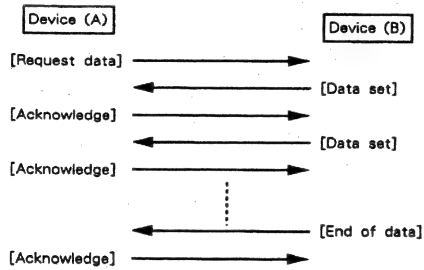 Device (A)
Device (B)
[Request data]
[Data set]
[Acknowledge]
[Data set]
[Acknowledge]
[End of data]
[Acknowledge]